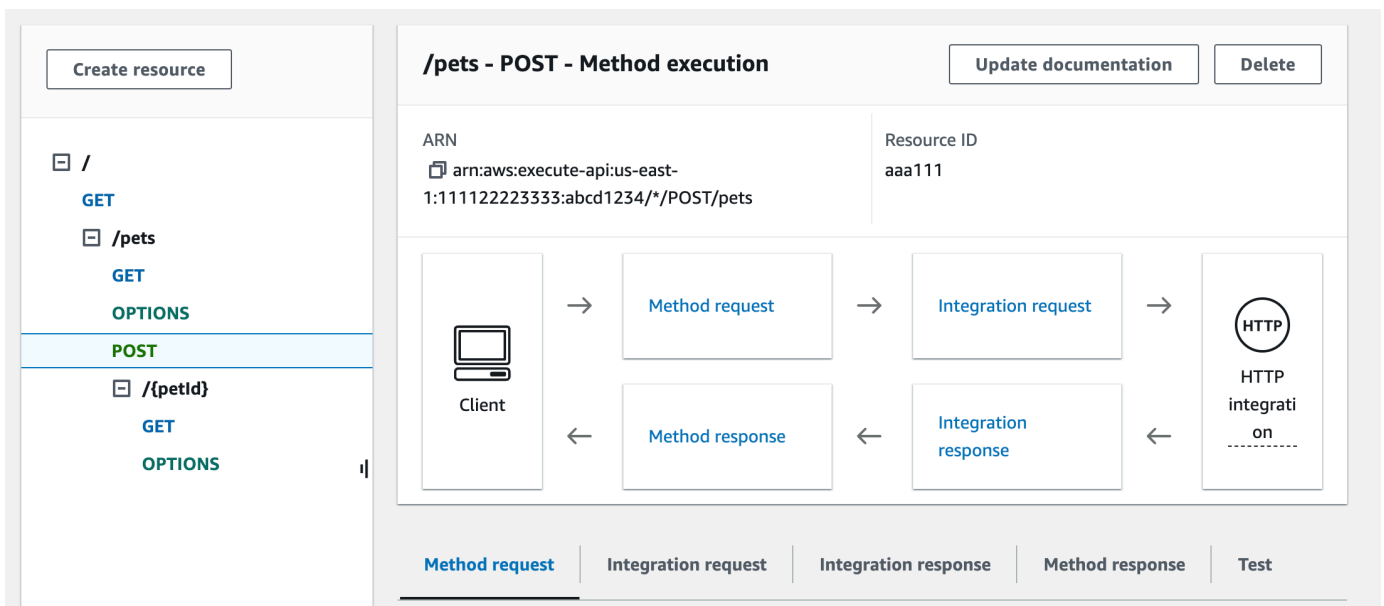 Create resource
/
GET
/pets
GET
OPTIONS
POST
/{petId}
GET
OPTIONS
/pets - POST - Method execution
Update documentation
Delete
ARN
arn:aws:execute-api:us-east-
1:111122223333:abcd1234/*/POST/pets
Resource ID
aaa111
Client
Method request
Integration request
HTTP
HTTP
integrati
on
Method response
Integration
response
Method request
Integration request
Integration response
Method response
Test